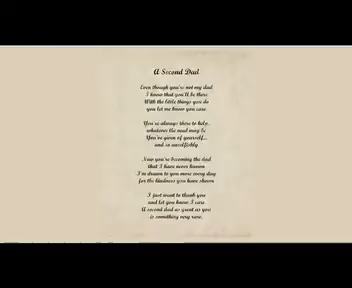 A Second Dad
Even though you're not my dad
I know that you'll be there
With the little things you do
you let me know you care.
You're always there to help..
whatever the need may be
You've given of yourself...
and so unselfishly
Now you're becoming the dad
that I have never known
I'm drawn to you more every day
for the kindness you have shown
I just want to thank you
and let you know I care
A second dad as great as you
is something very rare.